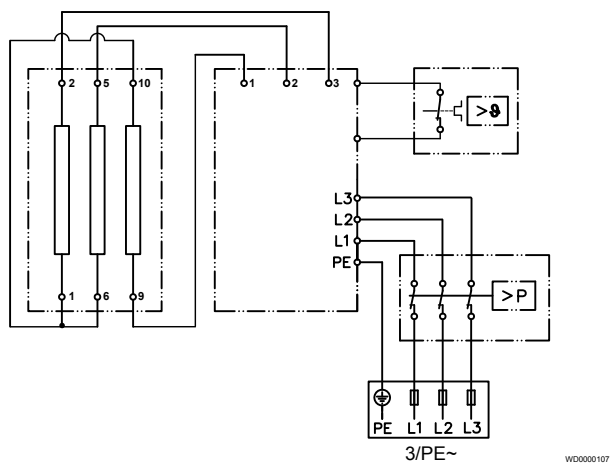 2 5 10 1 2 3
>ϑ
L3
L2
L1
PE
1 6 9
>P
PE L1 L2 L3
3/PE~
WD0000107